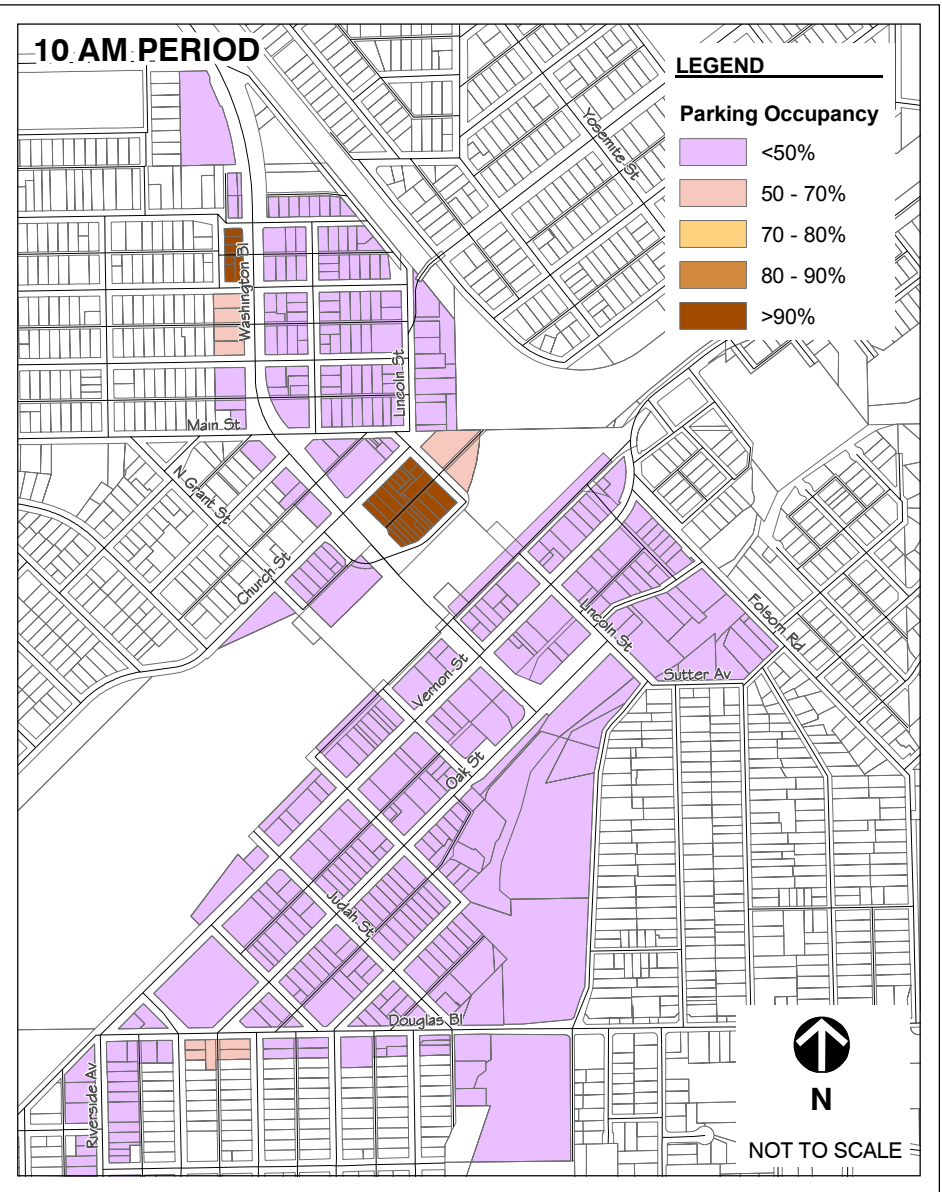 10 AM PERIOD
LEGEND
Parking Occupancy
<50%
50 - 70%
70 - 80%
80 - 90%
>90%
Yosemite St
Washington Bl
Lincoln St
Main St
N Grant St
Church St
Lincoln St
Folsom Rd
Sutter Av
Vernon St
Oak St
Judah St
Douglas Bl
Riverside Av
N
NOT TO SCALE